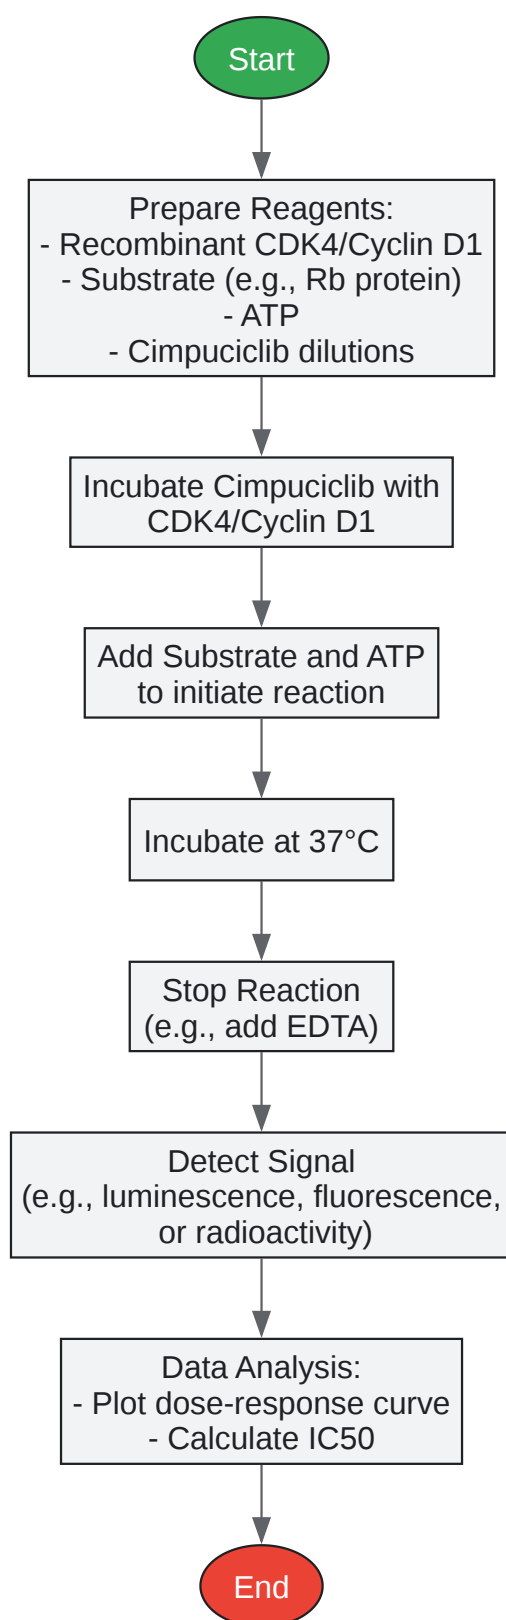 Start
Prepare Reagents:
- Recombinant CDK4/Cyclin D1
- Substrate (e.g., Rb protein)
- ATP
- Cimpuciclib dilutions
Incubate Cimpuciclib with
CDK4/Cyclin D1
Add Substrate and ATP
to initiate reaction
Incubate at 37°C
Stop Reaction
(e.g., add EDTA)
Detect Signal
(e.g., luminescence, fluorescence,
or radioactivity)
Data Analysis:
- Plot dose-response curve
- Calculate IC50
End